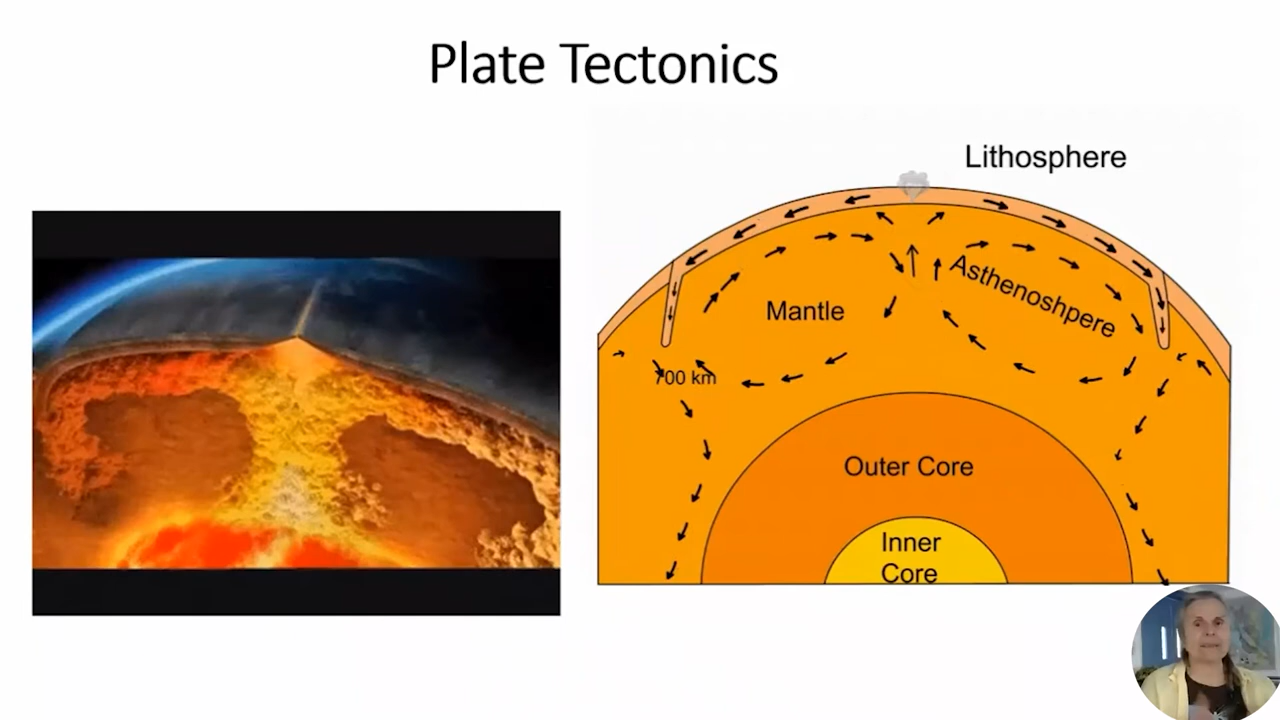 Plate Tectonics
Lithosphere
Asthenoshpere
Mantle
700 km
Outer Core
Inner
Core